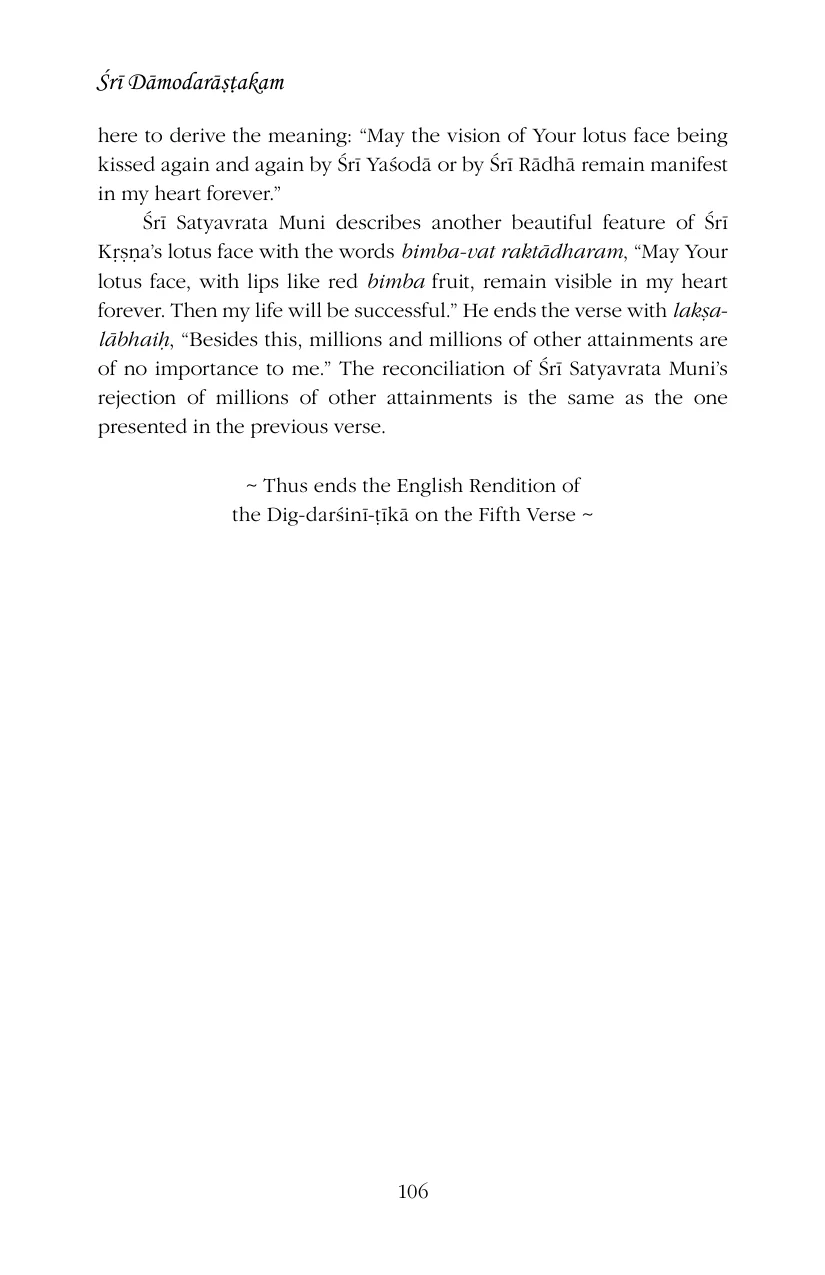 Śrī Dāmodarāṣṭakam
here to derive the meaning: “May the vision of Your lotus face being
kissed again and again by Śrī Yaśodā or by Śrī Rādhā remain manifest
in my heart forever.”
Śrī Satyavrata Muni describes another beautiful feature of Śrī
Kṛṣṇa’s lotus face with the words bimba-vat raktādharam, “May Your
lotus face, with lips like red bimba fruit, remain visible in my heart
forever. Then my life will be successful.” He ends the verse with lakṣa-
lābhaiḥ, “Besides this, millions and millions of other attainments are
of no importance to me.” The reconciliation of Śrī Satyavrata Muni’s
rejection of millions of other attainments is the same as the one
presented in the previous verse.
~ Thus ends the English Rendition of
the Dig-darśinī-ṭīkā on the Fifth Verse ~
106